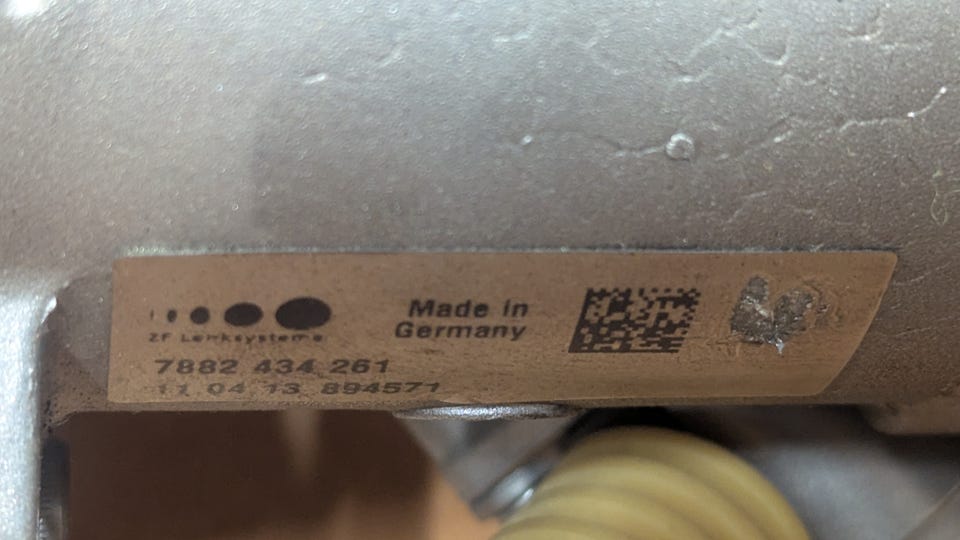 Made in
Germany
ZF Lenksysteme
7882 434 261
11 04 13 894571